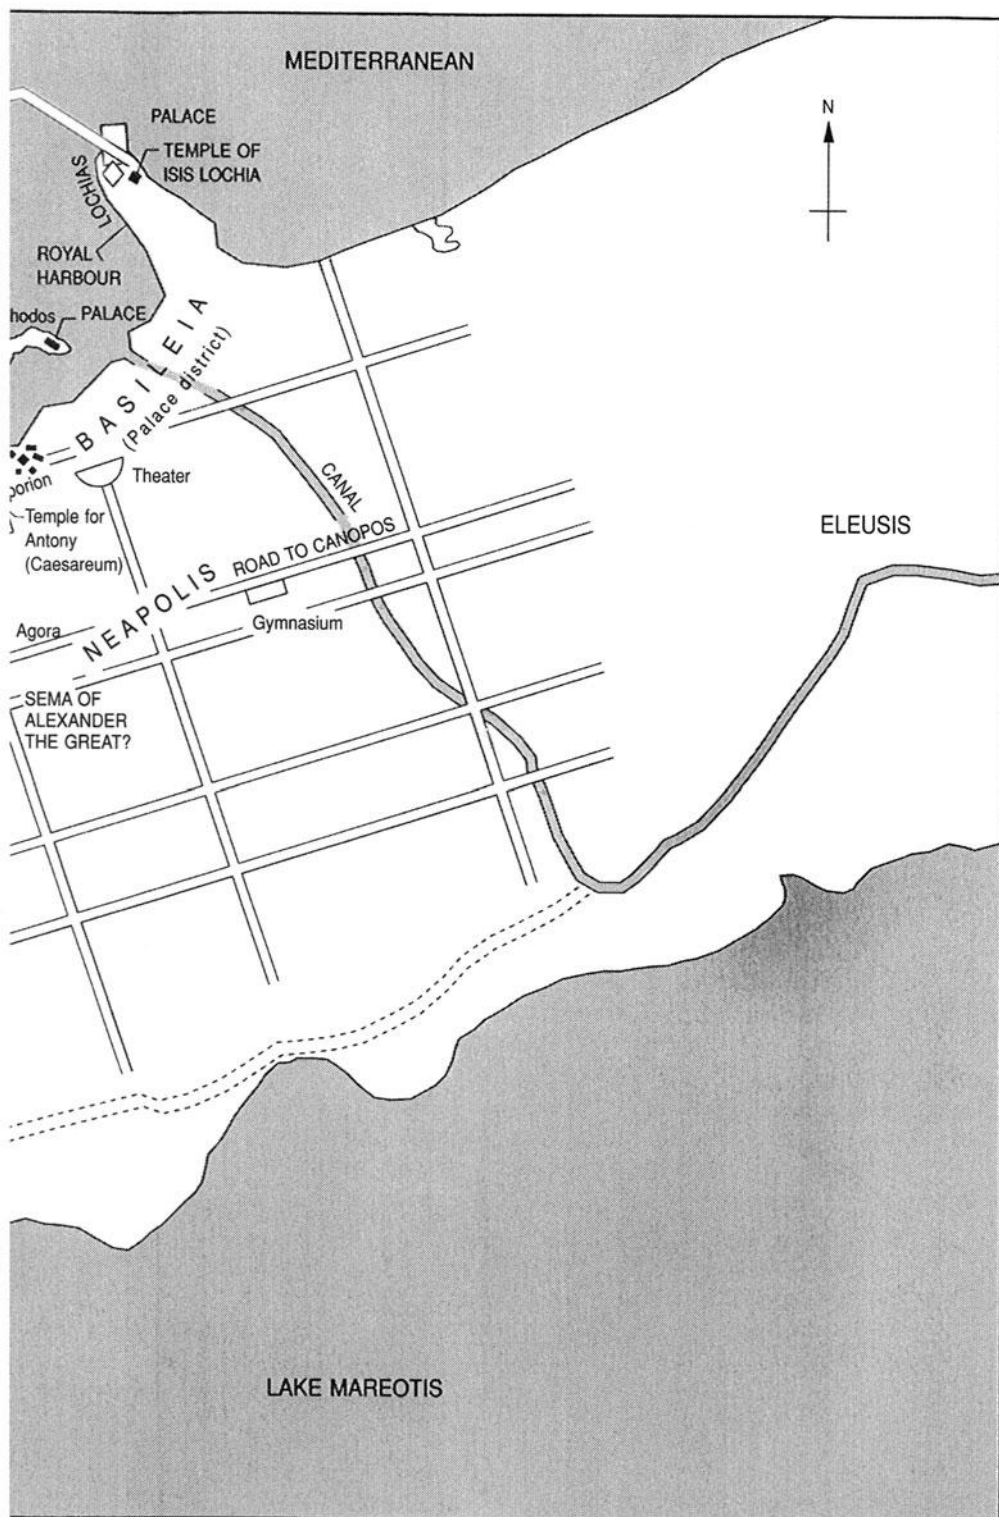 MEDITERRANEAN
N
PALACE
TEMPLE OF
ISIS LOCHIA
LOCHIAS
ROYAL
HARBOUR
hodos
PALACE
BASILEIA
(Palace district)
porion
Theater
CANAL
Temple for
Antony
(Caesareum)
ROAD TO CANOPOS
ELEUSIS
NEAPOLIS
Agora
Gymnasium
SEMA OF
ALEXANDER
THE GREAT?
LAKE MAREOTIS